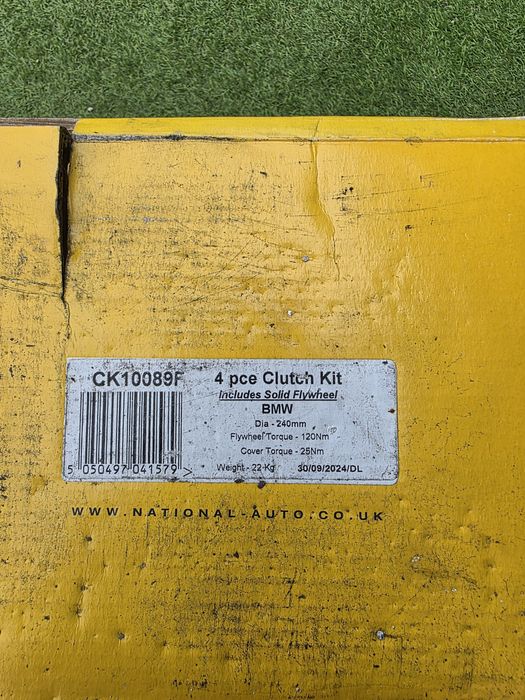 CK10089F
4 pce Clutch Kit
Includes Solid Flywheel
BMW
Dia - 240mm
Flywheel Torque - 120Nm
Cover Torque - 25Nm
Weight - 22 Kg 30/09/2024/DL
5 050497 041579 >
WWW.NATIONAL-AUTO.CO.UK